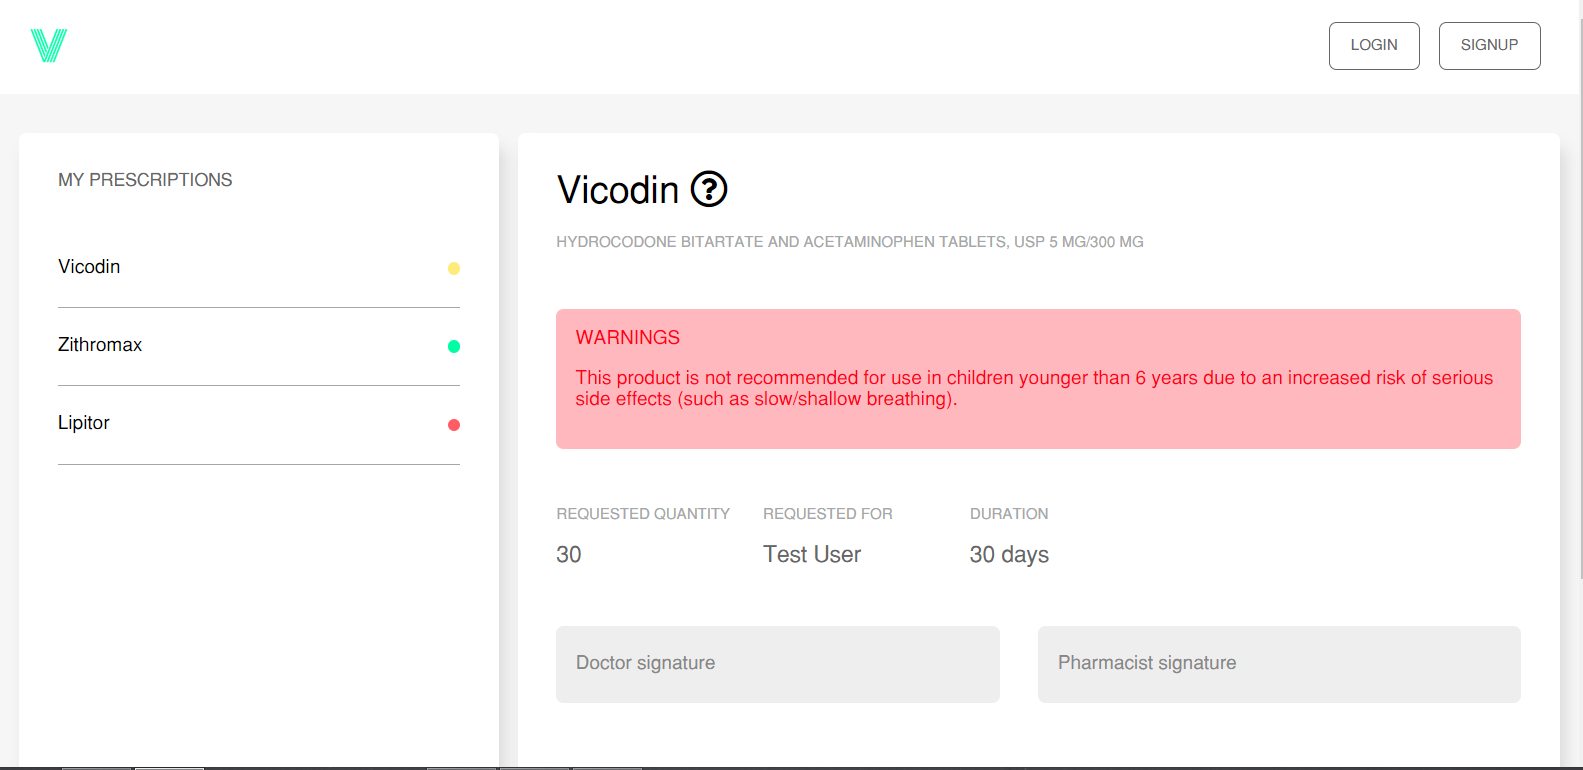 LOGIN
SIGNUP
MY PRESCRIPTIONS
Vicodin
Zithromax
Lipitor
Vicodin
HYDROCODONE BITARTATE AND ACETAMINOPHEN TABLETS, USP 5 MG/300 MG
WARNINGS
This product is not recommended for use in children younger than 6 years due to an increased risk of serious
side effects (such as slow/shallow breathing).
REQUESTED QUANTITY
30
REQUESTED FOR
Test User
DURATION
30 days
Doctor signature
Pharmacist signature